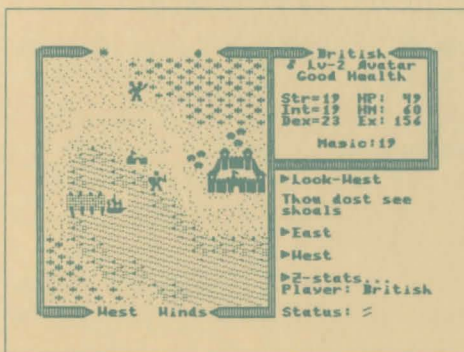 British
Lv-2 Avatar
Good Health
Str=19 HP: 49
Int=19 HM: 60
Dex=23 Ex: 156
Magic:19
►Look-West
Thou dost see
shoals
►East
►West
►Z-stats...
Player: British
Status:
West Winds